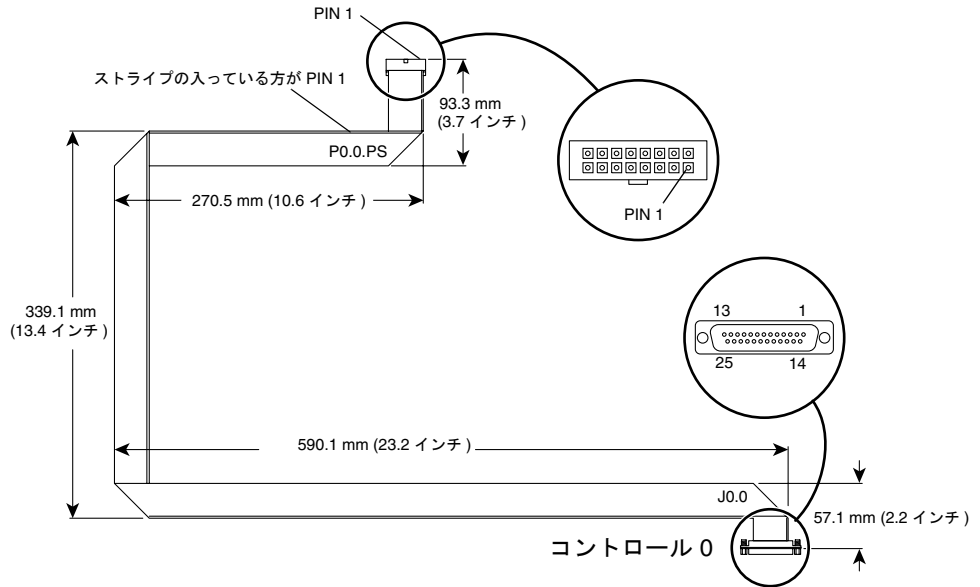 PIN 1
ストライプの入っている方が PIN 1
93.3 mm
(3.7 インチ )
P0.0.PS
270.5 mm (10.6 インチ )
PIN 1
339.1 mm
(13.4 インチ )
13 1
25 14
590.1 mm (23.2 インチ )
J0.0
57.1 mm (2.2 インチ )
コントロール 0